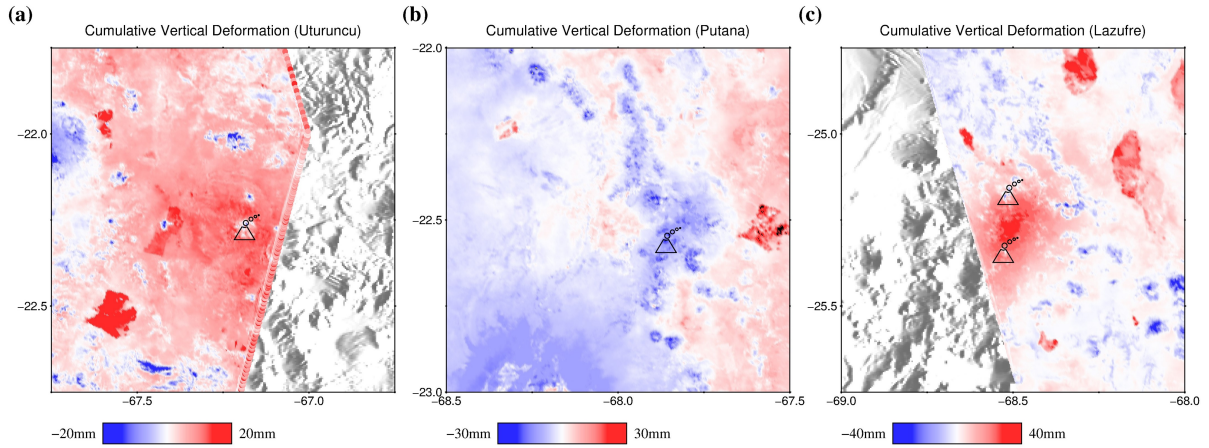 (a)
Cumulative Vertical Deformation (Uturuncu)
−22.0
−22.5
−67.5
−67.0
−20mm
20mm
(b)
Cumulative Vertical Deformation (Putana)
−22.0
−22.5
−23.0
−68.5
−68.0
−67.5
−30mm
30mm
(c)
Cumulative Vertical Deformation (Lazufre)
−25.0
−25.5
−69.0
−68.5
−68.0
−40mm
40mm